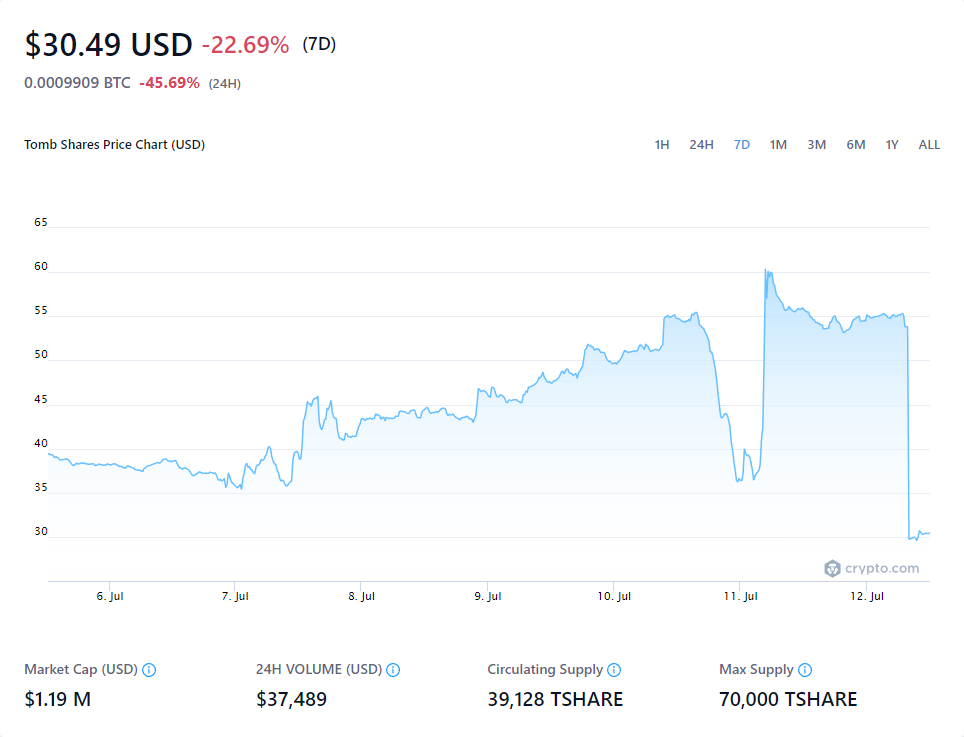 $30.49 USD -22.69% (7D)
0.0009909 BTC -45.69% (24H)
Tomb Shares Price Chart (USD) 1H 24H 7D 1M 3M 6M 1Y ALL
65
60
55
50
45
40
35
30
crypto.com
6. Jul 7. Jul 8. Jul 9. Jul 10. Jul 11. Jul 12. Jul
Market Cap (USD) 24H VOLUME (USD) Circulating Supply Max Supply
$1.19 M $37,489 39,128 TSHARE 70,000 TSHARE